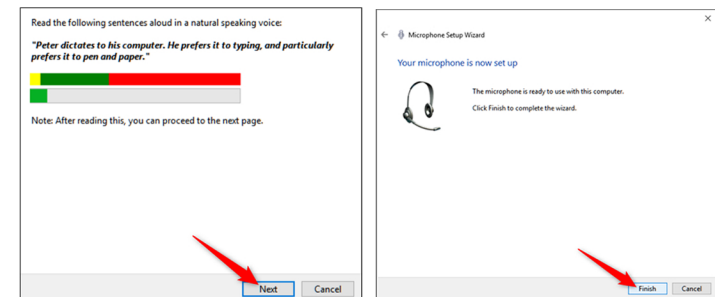 Read the following sentences aloud in a natural speaking voice:
"Peter dictates to his computer. He prefers it to typing, and particularly
prefers it to pen and paper."
Note: After reading this, you can proceed to the next page.
Next
Cancel
Microphone Setup Wizard
Your microphone is now set up
The microphone is ready to use with this computer.
Click Finish to complete the wizard.
Finish
Cancel